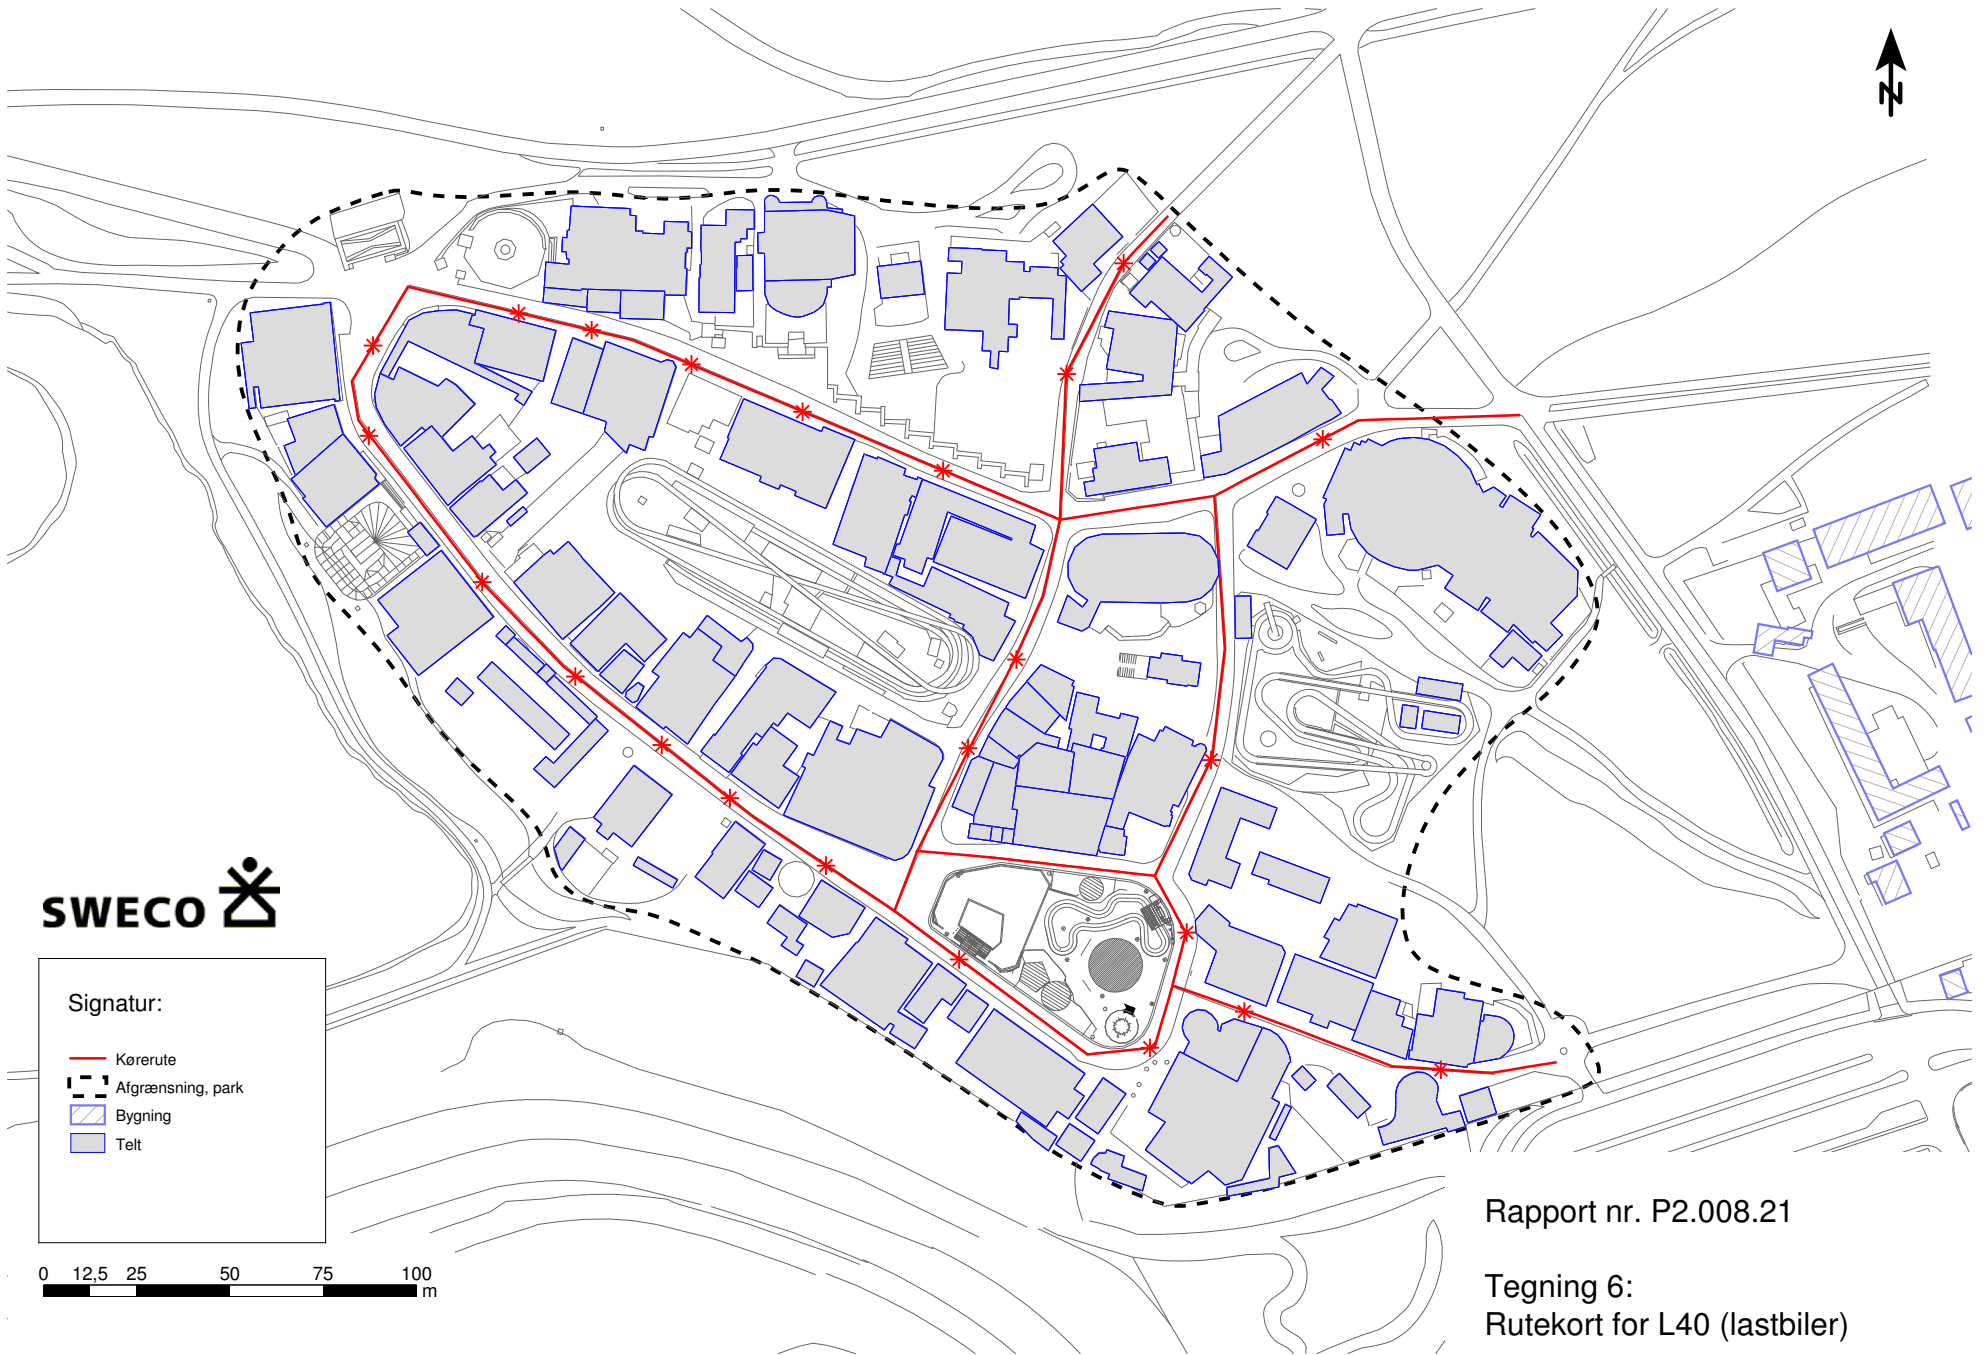 N
SWECO
Signatur:
Kørerute
Afgrænsning, park
Bygning
Telt
0 12,5 25 50 75 100
m
Rapport nr. P2.008.21
Tegning 6:
Rutekort for L40 (lastbiler)